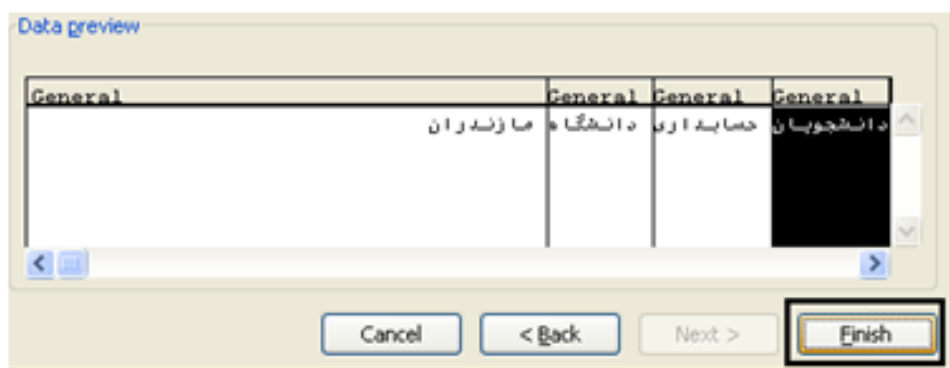 Data preview
General General General General
دانشجویان حسابداری دانشگاه مازندران
Cancel < Back Next > Finish